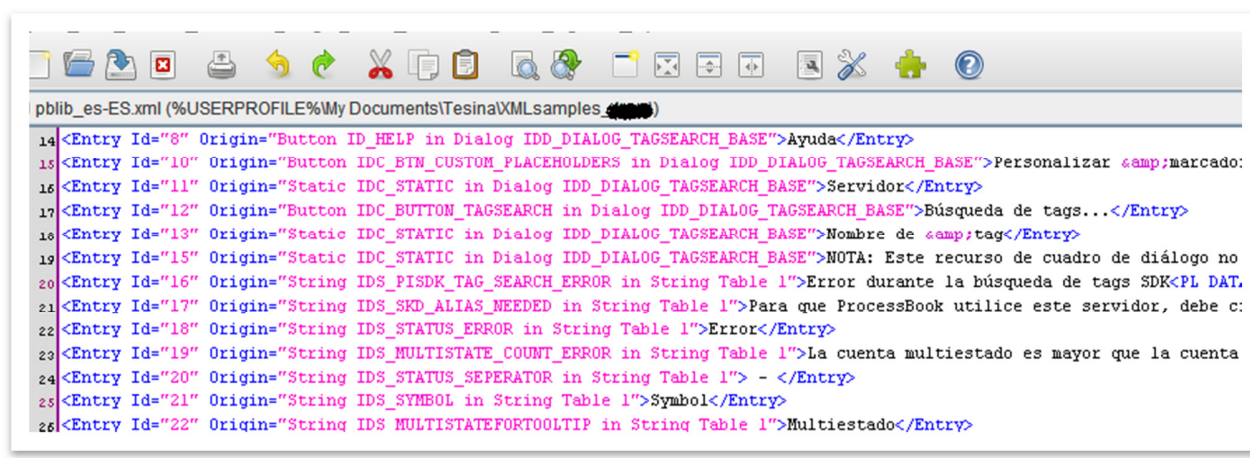 pblib_es-ES.xml (%USERPROFILE%\My Documents\Tesina\XMLsamples_
14 <Entry Id="8" Origin="Button ID_HELP in Dialog IDD_DIALOG_TAGSEARCH_BASE">Ayuda</Entry>
15 <Entry Id="10" Origin="Button IDC_BTN_CUSTOM_PLACEHOLDERS in Dialog IDD_DIALOG_TAGSEARCH_BASE">Personalizar &amp;marcado
16 <Entry Id="11" Origin="Static IDC_STATIC in Dialog IDD_DIALOG_TAGSEARCH_BASE">Servidor</Entry>
17 <Entry Id="12" Origin="Button IDC_BUTTON_TAGSEARCH in Dialog IDD_DIALOG_TAGSEARCH_BASE">Búsqueda de tags...</Entry>
18 <Entry Id="13" Origin="Static IDC_STATIC in Dialog IDD_DIALOG_TAGSEARCH_BASE">Nombre de &amp;tag</Entry>
19 <Entry Id="15" Origin="Static IDC_STATIC in Dialog IDD_DIALOG_TAGSEARCH_BASE">NOTA: Este recurso de cuadro de diálogo no
20 <Entry Id="16" Origin="String IDS_PISDK_TAG_SEARCH_ERROR in String Table 1">Error durante la búsqueda de tags SDK<PL DATA
21 <Entry Id="17" Origin="String IDS_SKD_ALIAS_NEEDED in String Table 1">Para que ProcessBook utilice este servidor, debe
22 <Entry Id="18" Origin="String IDS_STATUS_ERROR in String Table 1">Error</Entry>
23 <Entry Id="19" Origin="String IDS_MULTISTATE_COUNT_ERROR in String Table 1">La cuenta multiestado es mayor que la cuenta
24 <Entry Id="20" Origin="String IDS_STATUS_SEPERATOR in String Table 1"> - </Entry>
25 <Entry Id="21" Origin="String IDS_SYMBOL in String Table 1">Symbol</Entry>
26 <Entry Id="22" Origin="String IDS_MULTISTATEFORTOOLTIP in String Table 1">Multiestado</Entry>